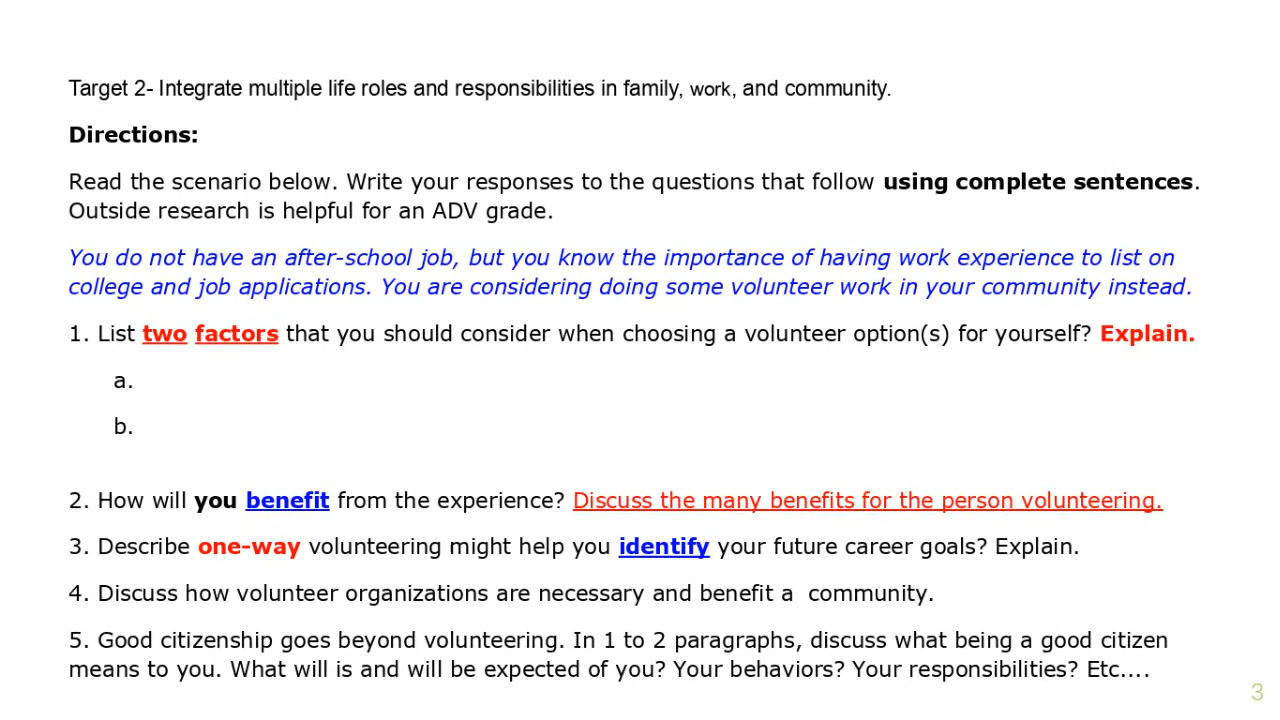 Target 2- Integrate multiple life roles and responsibilities in family, work, and community.
Directions:
Read the scenario below. Write your responses to the questions that follow using complete sentences.
Outside research is helpful for an ADV grade.
You do not have an after-school job, but you know the importance of having work experience to list on
college and job applications. You are considering doing some volunteer work in your community instead.
1. List two factors that you should consider when choosing a volunteer option(s) for yourself? Explain.
a.
b.
2. How will you benefit from the experience? Discuss the many benefits for the person volunteering.
3. Describe one-way volunteering might help you identify your future career goals? Explain.
4. Discuss how volunteer organizations are necessary and benefit a  community.
5. Good citizenship goes beyond volunteering. In 1 to 2 paragraphs, discuss what being a good citizen
means to you. What will is and will be expected of you? Your behaviors? Your responsibilities? Etc....
3